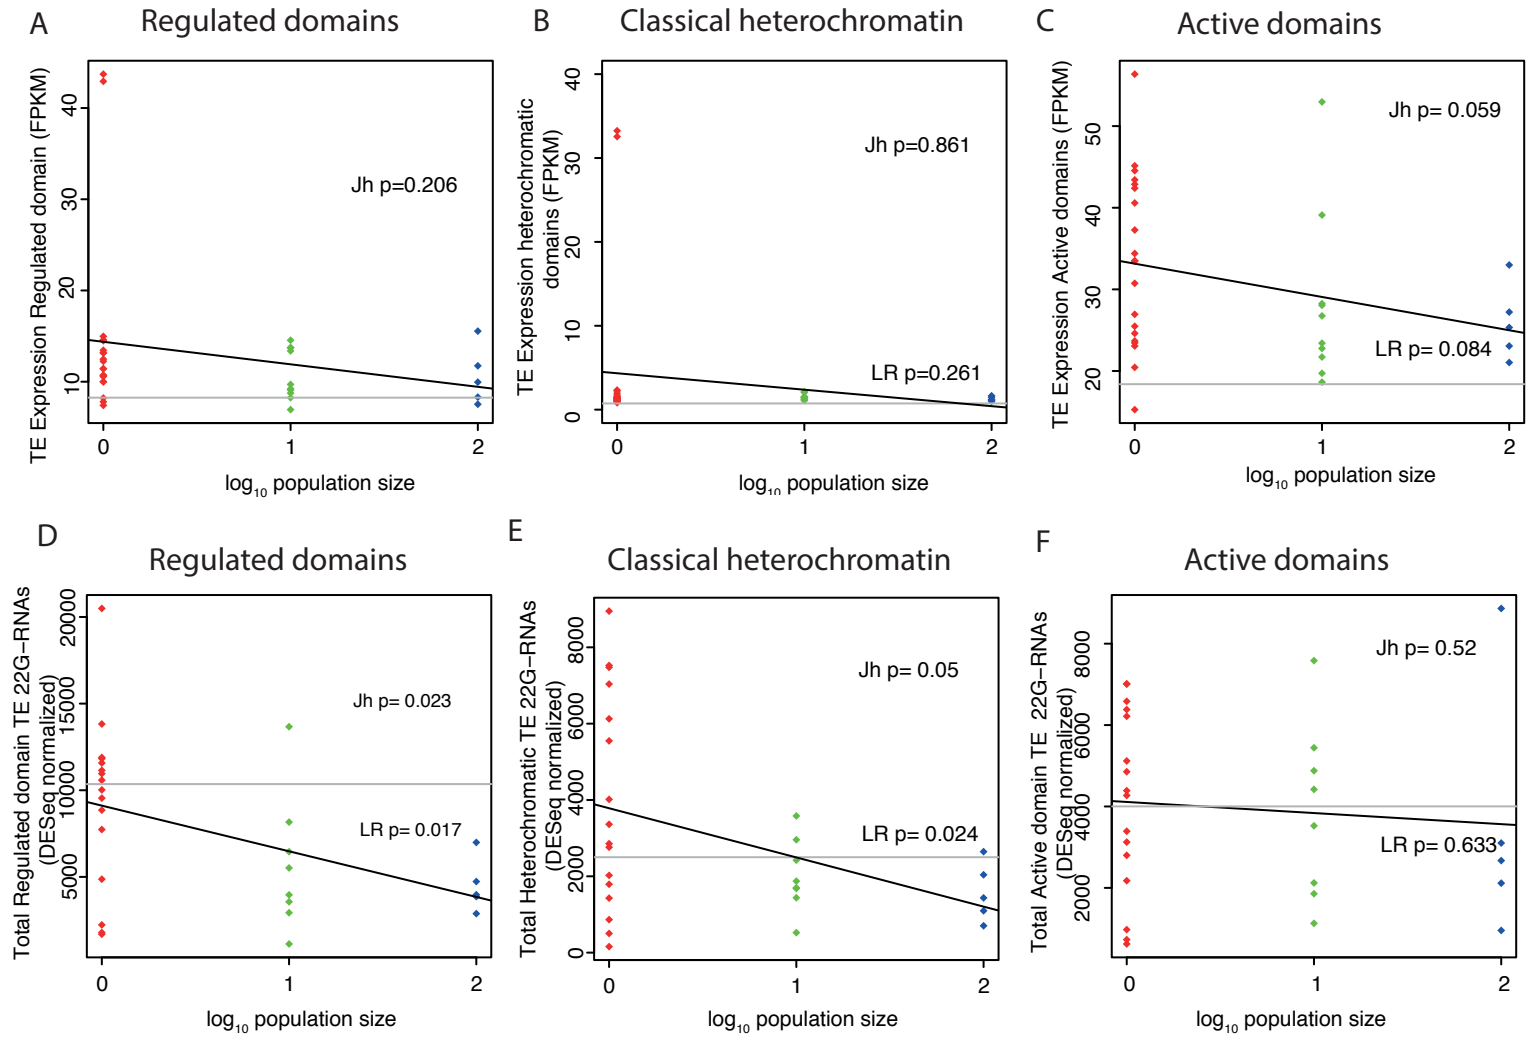 A
Regulated domains
TE Expression Regulated domain (FPKM)
40
30
20
10
Jh p=0.206
0
1
2
log10 population size
B
Classical heterochromatin
TE Expression heterochromatic
domains (FPKM)
40
30
20
10
0
Jh p=0.861
LR p=0.261
0
1
2
log10 population size
C
Active domains
TE Expression Active domains (FPKM)
50
40
30
20
Jh p= 0.059
LR p= 0.084
0
1
2
log10 population size
D
Regulated domains
Total Regulated domain TE 22G−RNAs
(DESeq normalized)
20000
15000
10000
5000
Jh p= 0.023
LR p= 0.017
0
1
2
log10 population size
E
Classical heterochromatin
Total Heterochromatic TE 22G−RNAs
(DESeq normalized)
8000
6000
4000
2000
0
Jh p= 0.05
LR p= 0.024
0
1
2
log10 population size
F
Active domains
Total Active domain TE 22G−RNAs
(DESeq normalized)
8000
6000
4000
2000
Jh p= 0.52
LR p= 0.633
0
1
2
log10 population size